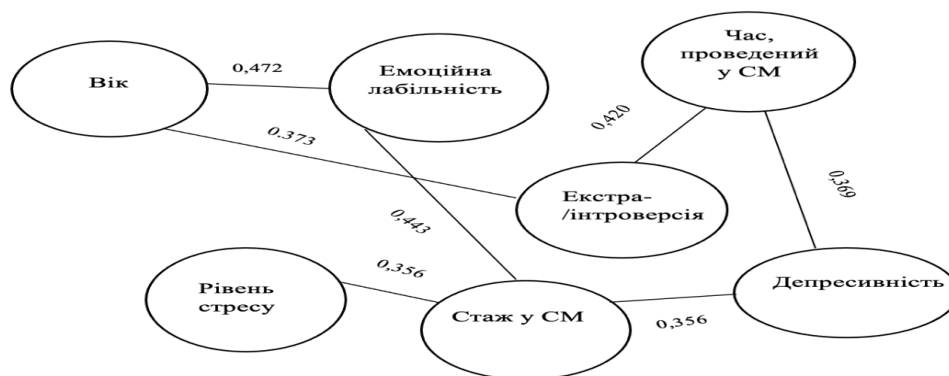 Вік
0,472
Емоційна
лабільність
Час,
проведений
у СМ
0.373
0,420
Екстра-
/інтроверсія
0,369
0,443
Рівень
стресу
0,356
Стаж у СМ
0,356
Депресивність